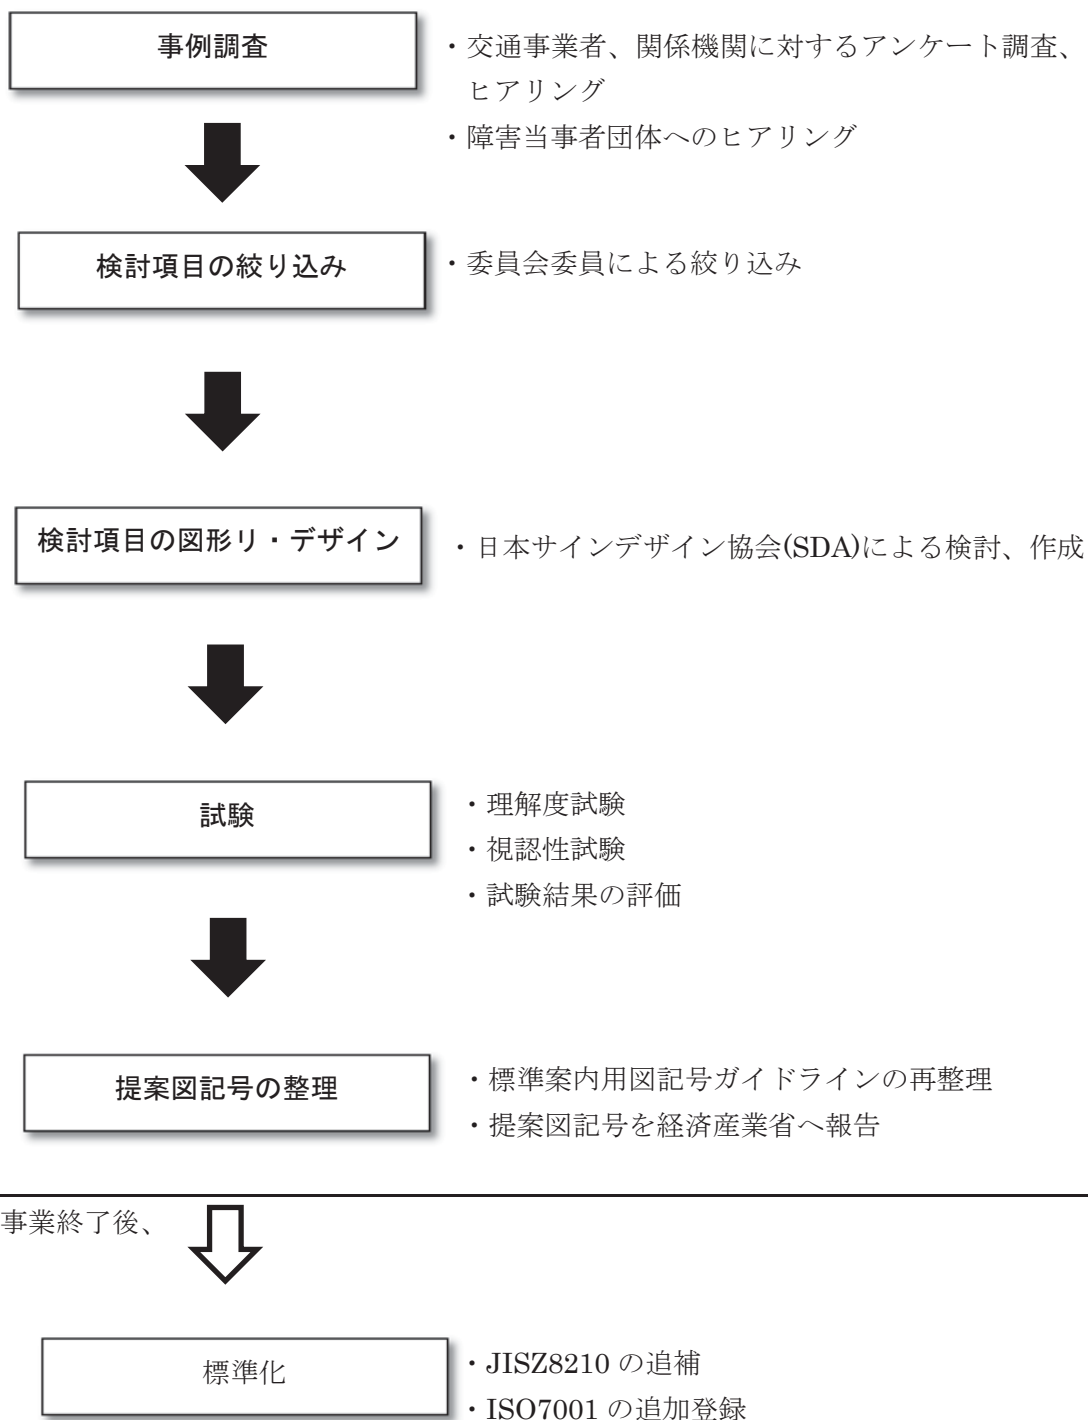 事例調査
・交通事業者、関係機関に対するアンケート調査、
ヒアリング
・障害当事者団体へのヒアリング
検討項目の絞り込み
・委員会委員による絞り込み
検討項目の図形リ・デザイン
・日本サインデザイン協会(SDA)による検討、作成
試験
・理解度試験
・視認性試験
・試験結果の評価
提案図記号の整理
・標準案内用図記号ガイドラインの再整理
・提案図記号を経済産業省へ報告
事業終了後、
標準化
・JISZ8210 の追補
・ISO7001 の追加登録